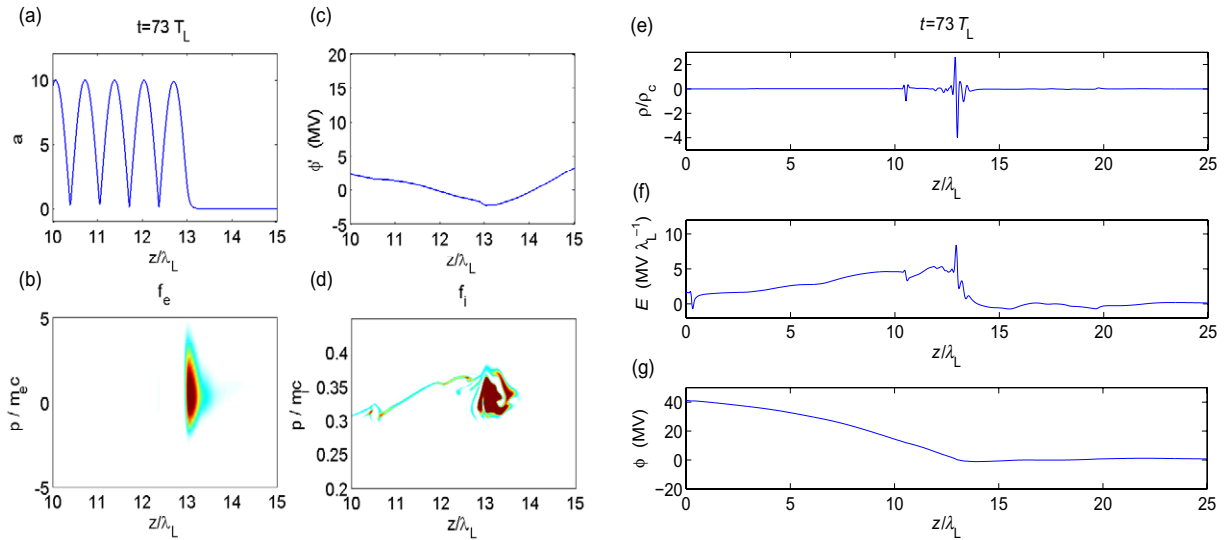 (a)
t=73 T_L
10
5
0
a
10 11 12 13 14 15
z/λ_L
(b)
f_e
5
0
-5
p / m_e c
10 11 12 13 14 15
z/λ_L
(c)
20
15
10
5
0
-5
ϕ' (MV)
10 11 12 13 14 15
z/λ_L
(d)
f_i
0.4
0.35
0.3
0.25
0.2
p / m_i c
10 11 12 13 14 15
z/λ_L
(e)
t=73 T_L
2
0
−2
−4
ρ/ρ_c
0 5 10 15 20 25
z/λ_L
(f)
10
5
0
E (MV λ_L^−1)
0 5 10 15 20 25
z/λ_L
(g)
40
20
0
−20
ϕ (MV)
0 5 10 15 20 25
z/λ_L